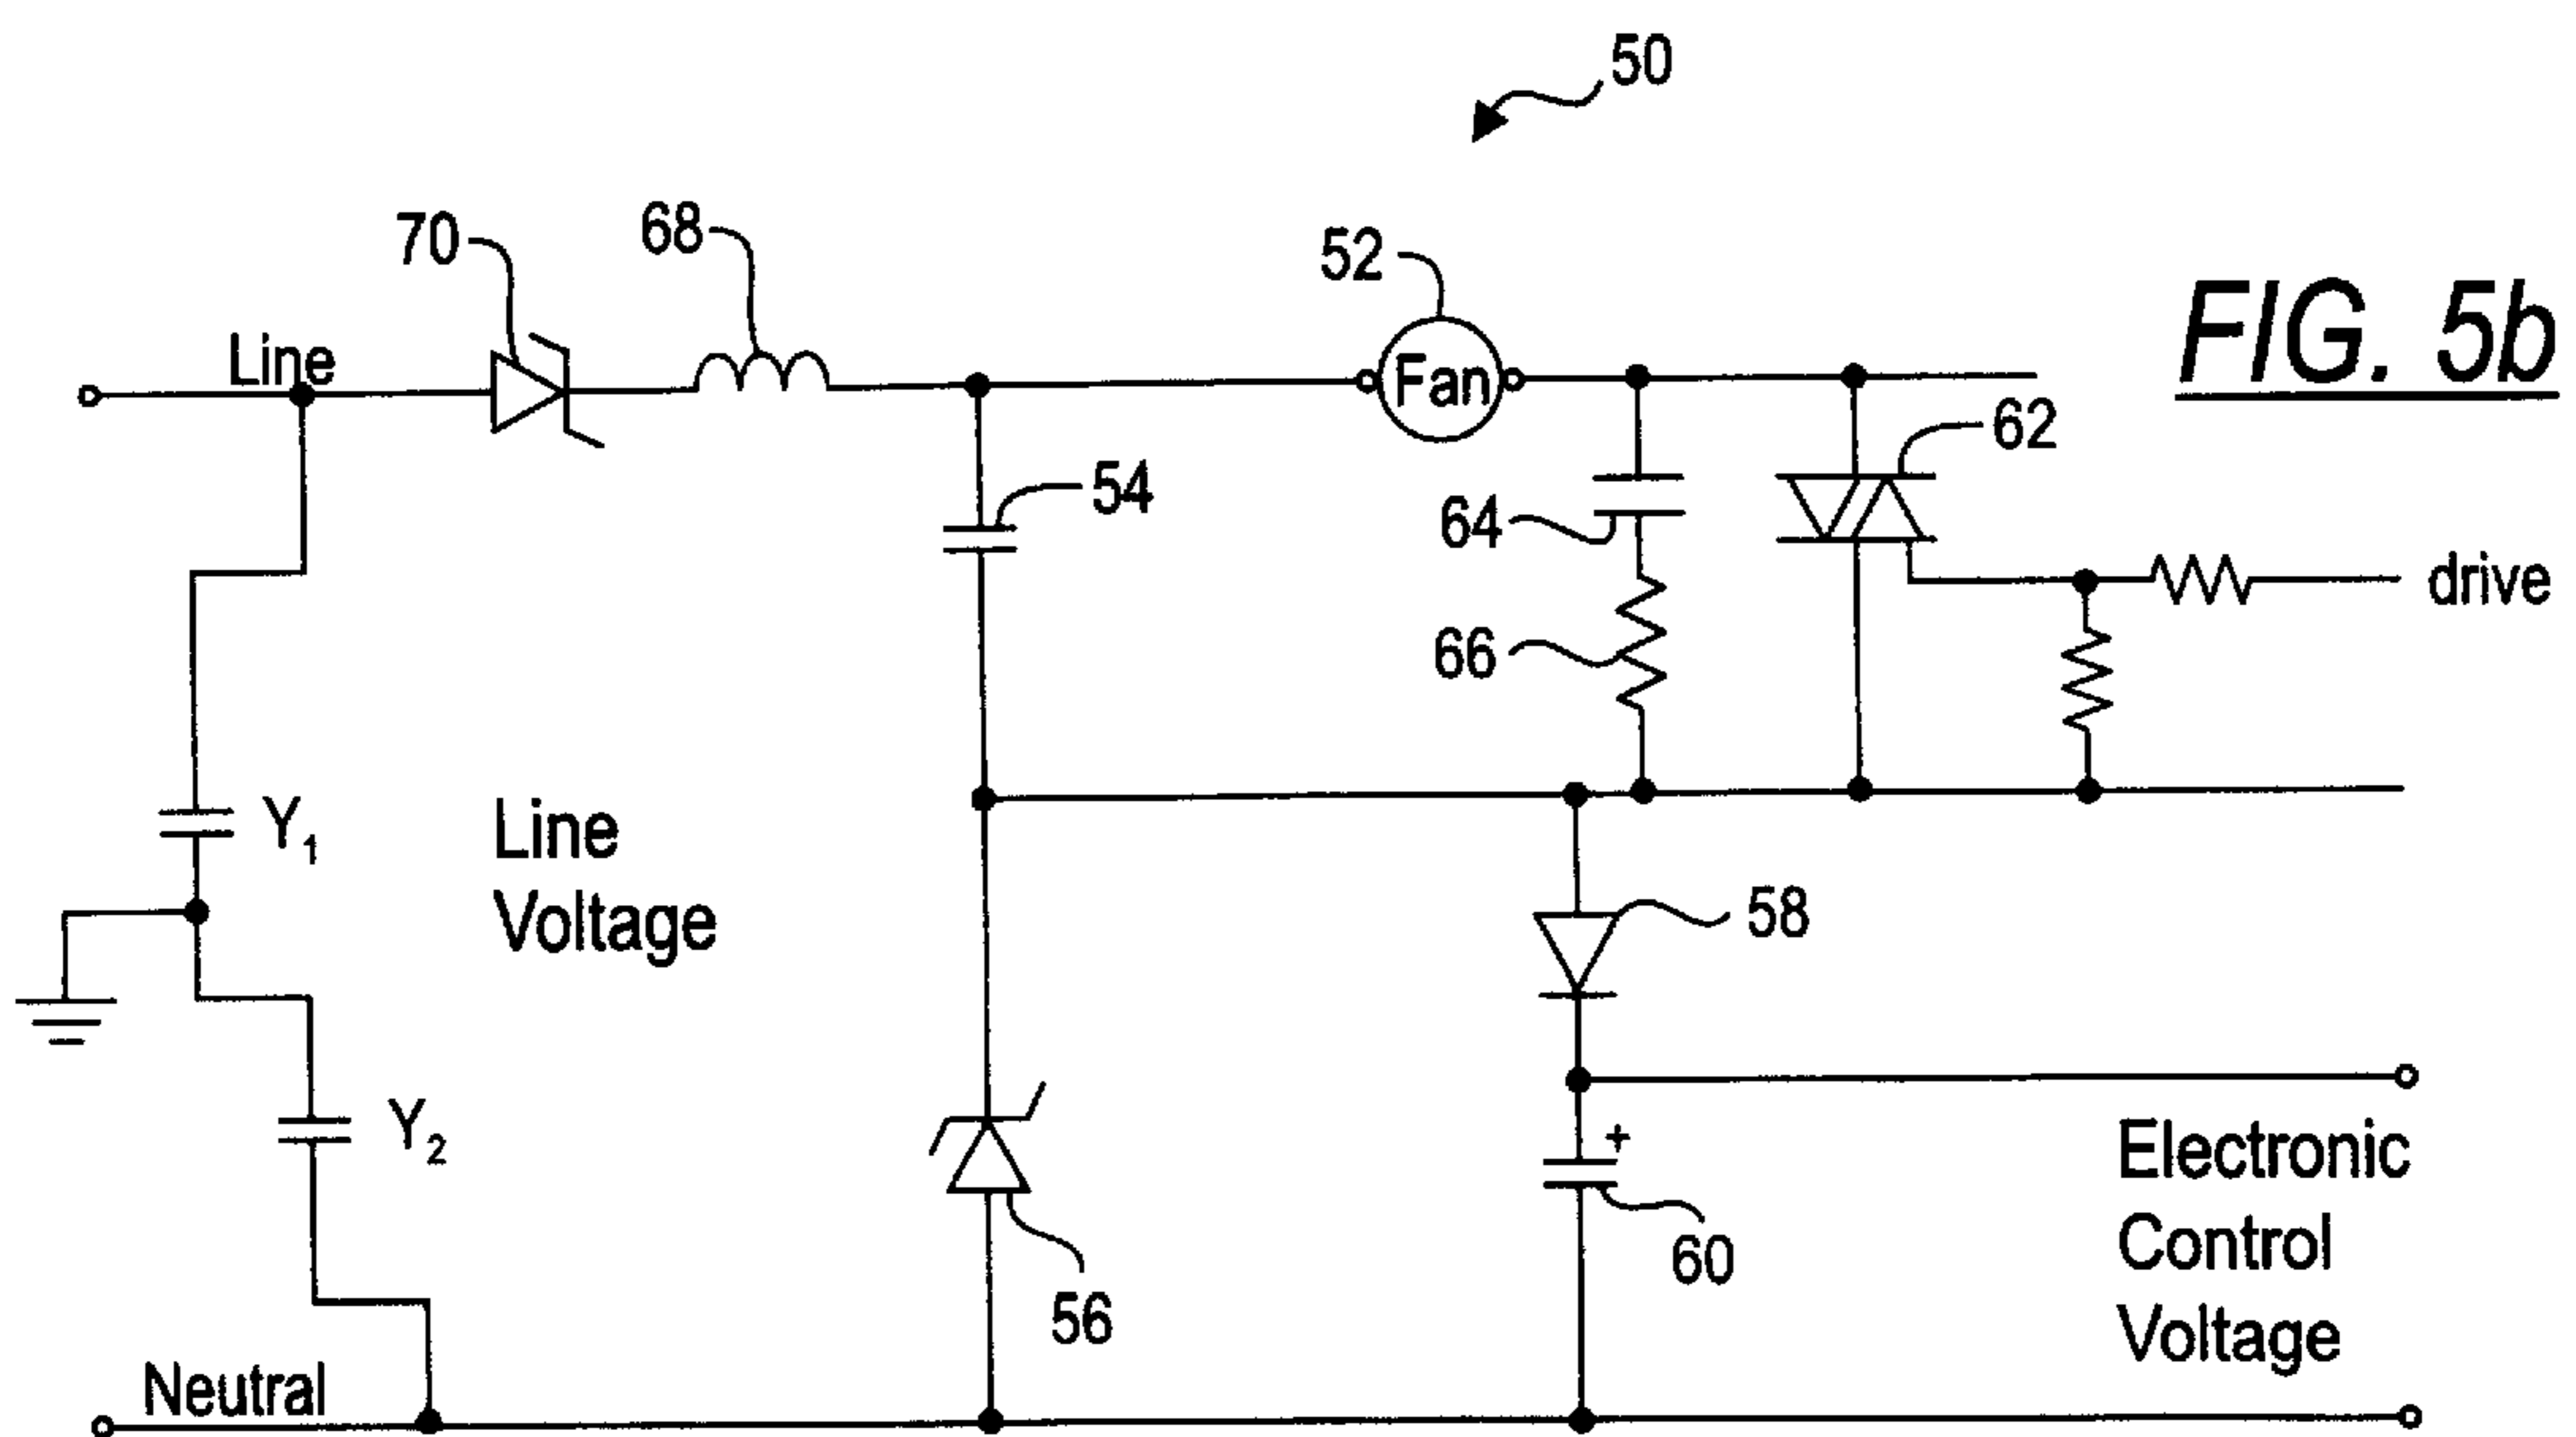 50
70
68
52
Line
Fan
FIG. 5b
62
54
64
drive
66
Y1
Line
Voltage
58
Y2
+
Electronic
Control
Voltage
60
56
Neutral